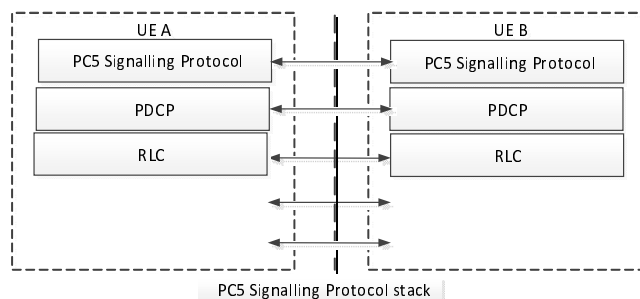 UE A
UE B
PC5 Signalling Protocol
PC5 Signalling Protocol
PDCP
PDCP
RLC
RLC
PC5 Signalling Protocol stack